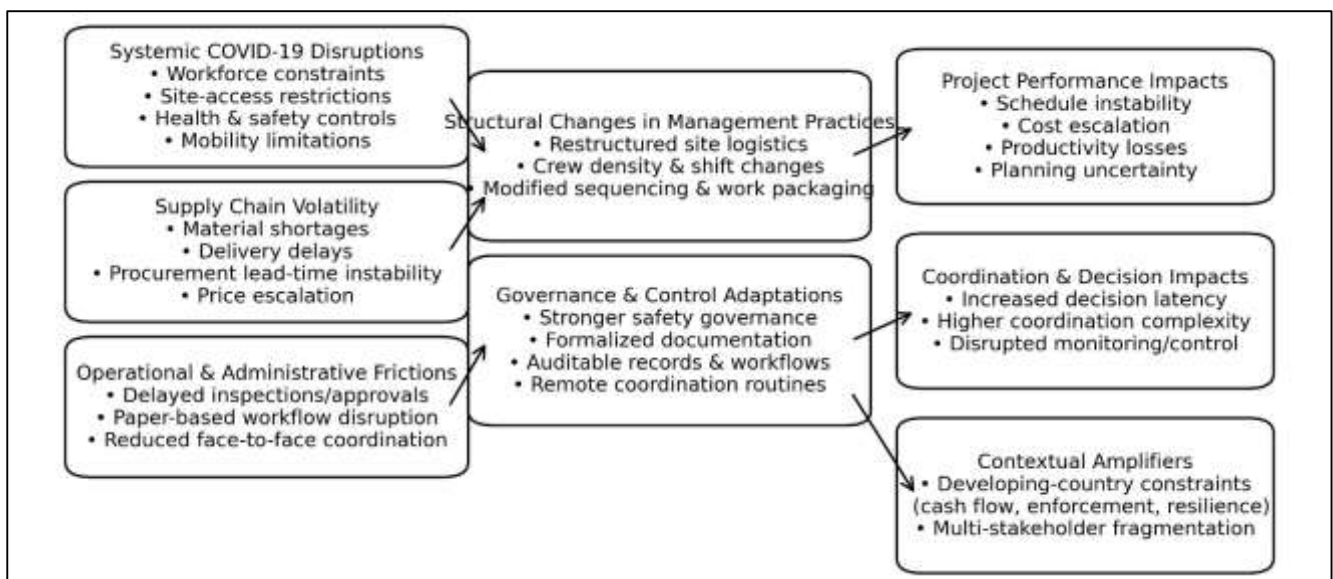 Systemic COVID-19 Disruptions
• Workforce constraints
• Site-access restrictions
• Health & safety controls
• Mobility limitations
Supply Chain Volatility
• Material shortages
• Delivery delays
• Procurement lead-time instability
• Price escalation
Operational & Administrative Frictions
• Delayed inspections/approvals
• Paper-based workflow disruption
• Reduced face-to-face coordination
Structural Changes in Management Practices
• Restructured site logistics
• Crew density & shift changes
• Modified sequencing & work packaging
Governance & Control Adaptations
• Stronger safety governance
• Formalized documentation
• Auditable records & workflows
• Remote coordination routines
Project Performance Impacts
• Schedule instability
• Cost escalation
• Productivity losses
• Planning uncertainty
Coordination & Decision Impacts
• Increased decision latency
• Higher coordination complexity
• Disrupted monitoring/control
Contextual Amplifiers
• Developing-country constraints
(cash flow, enforcement, resilience)
• Multi-stakeholder fragmentation